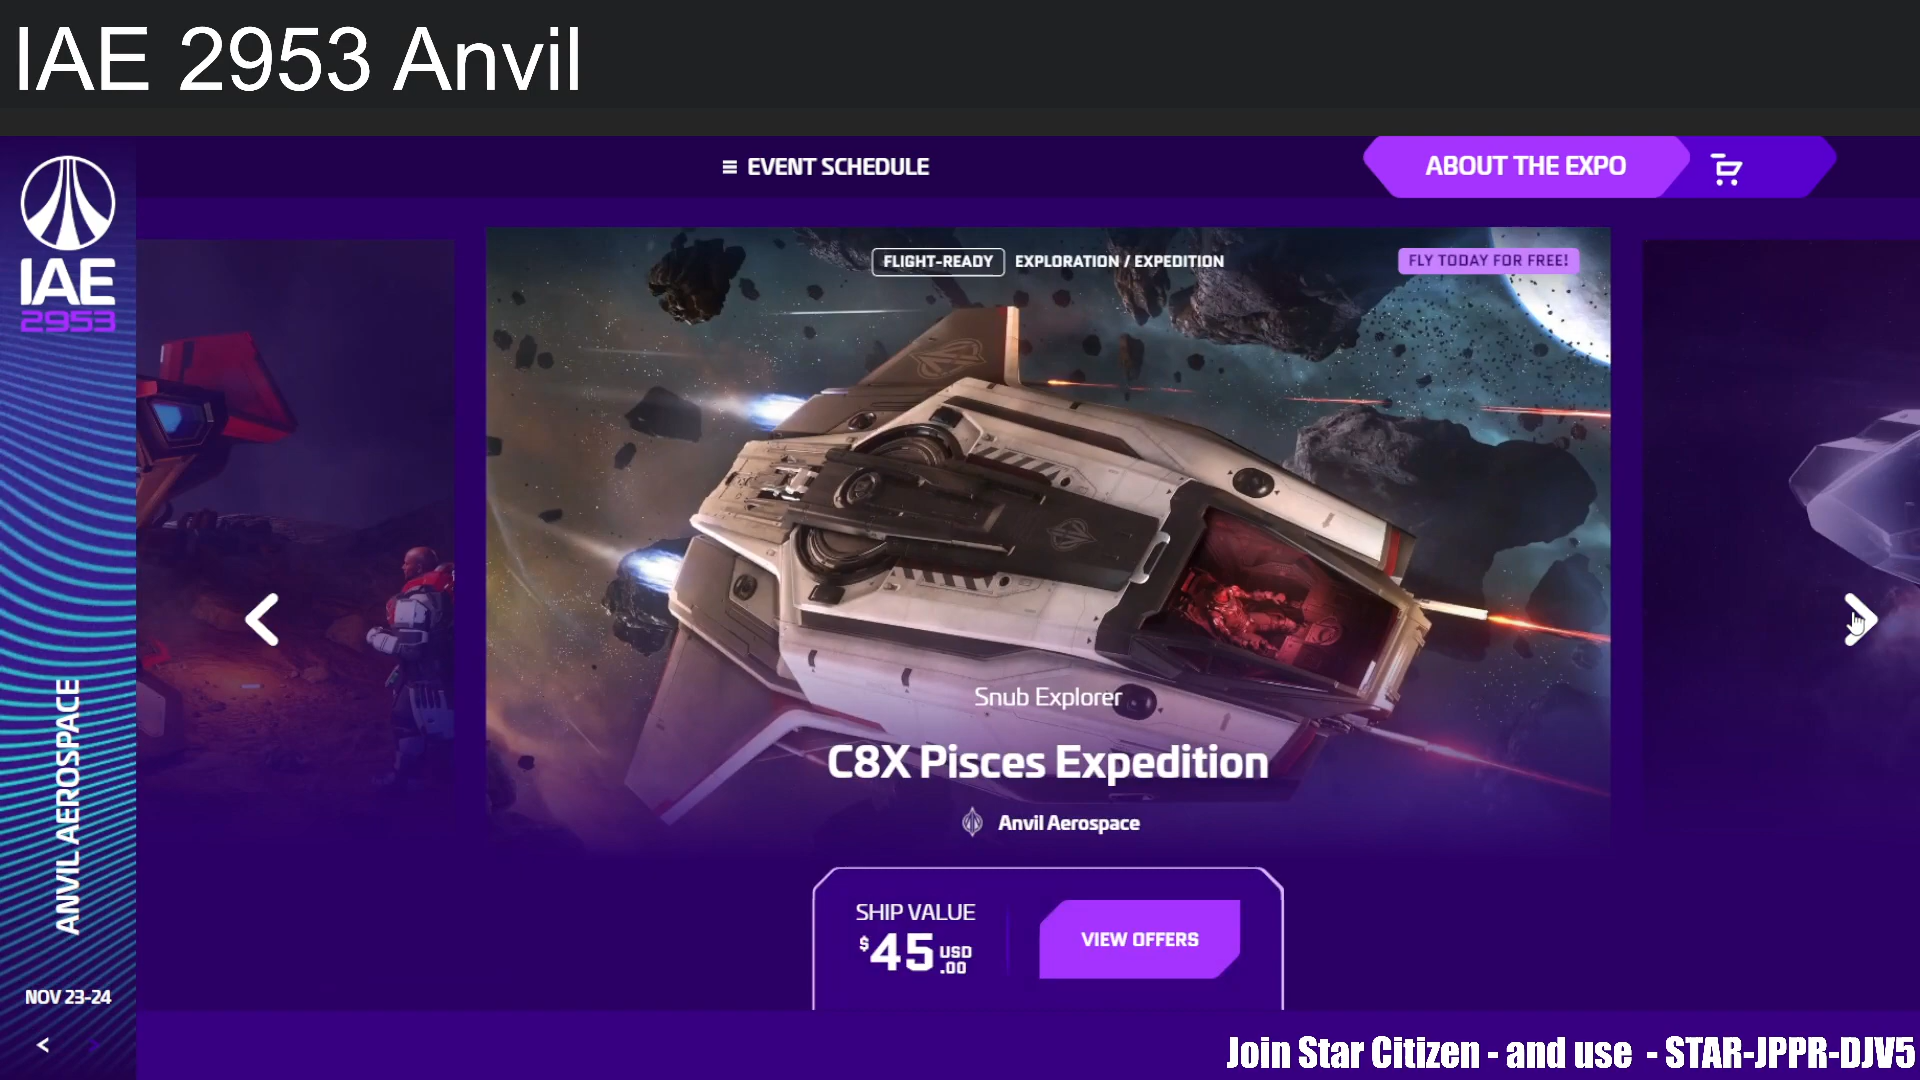 IAE 2953 Anvil
EVENT SCHEDULE
ABOUT THE EXPO
IAE
2953
FLIGHT-READY
EXPLORATION / EXPEDITION
FLY TODAY FOR FREE!
Snub Explorer
C8X Pisces Expedition
Anvil Aerospace
ANVIL AEROSPACE
SHIP VALUE
$45 USD .00
VIEW OFFERS
NOV 23-24
Join Star Citizen - and use - STAR-JPPR-DJV5